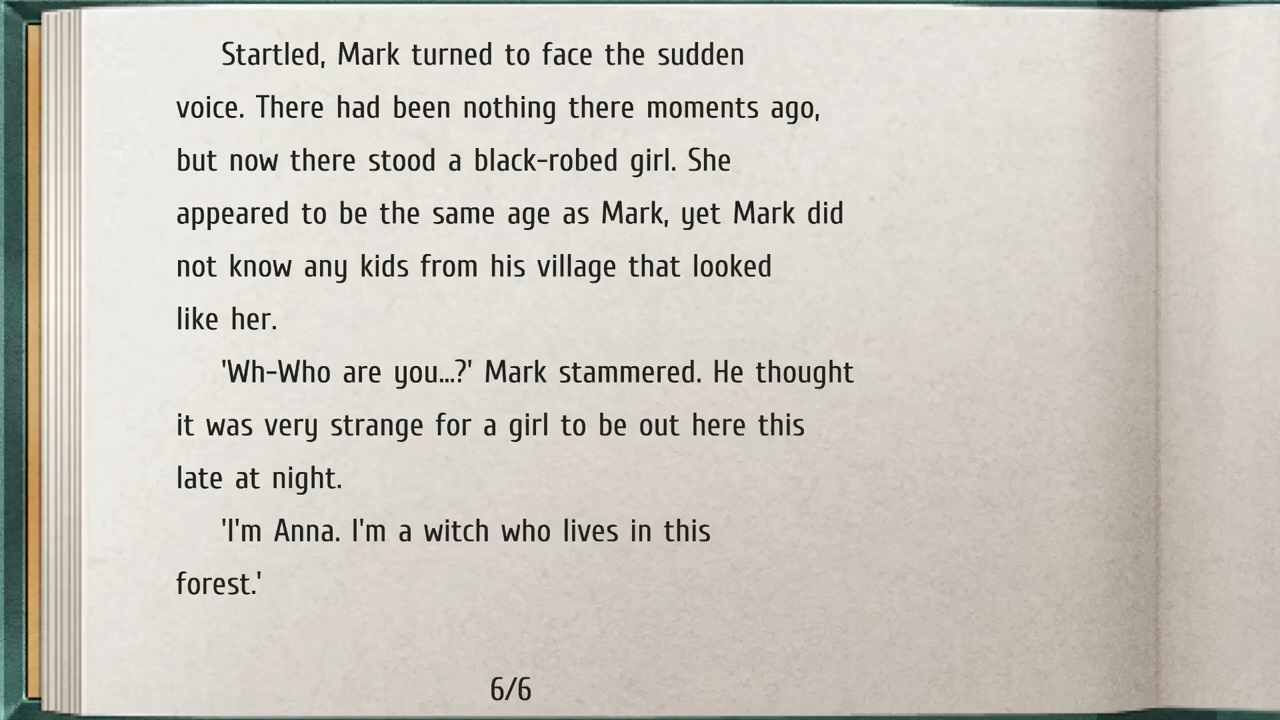 Startled, Mark turned to face the sudden
voice. There had been nothing there moments ago,
but now there stood a black-robed girl. She
appeared to be the same age as Mark, yet Mark did
not know any kids from his village that looked
like her.
'Wh-Who are you...?' Mark stammered. He thought
it was very strange for a girl to be out here this
late at night.
'I'm Anna. I'm a witch who lives in this
forest.'
6/6